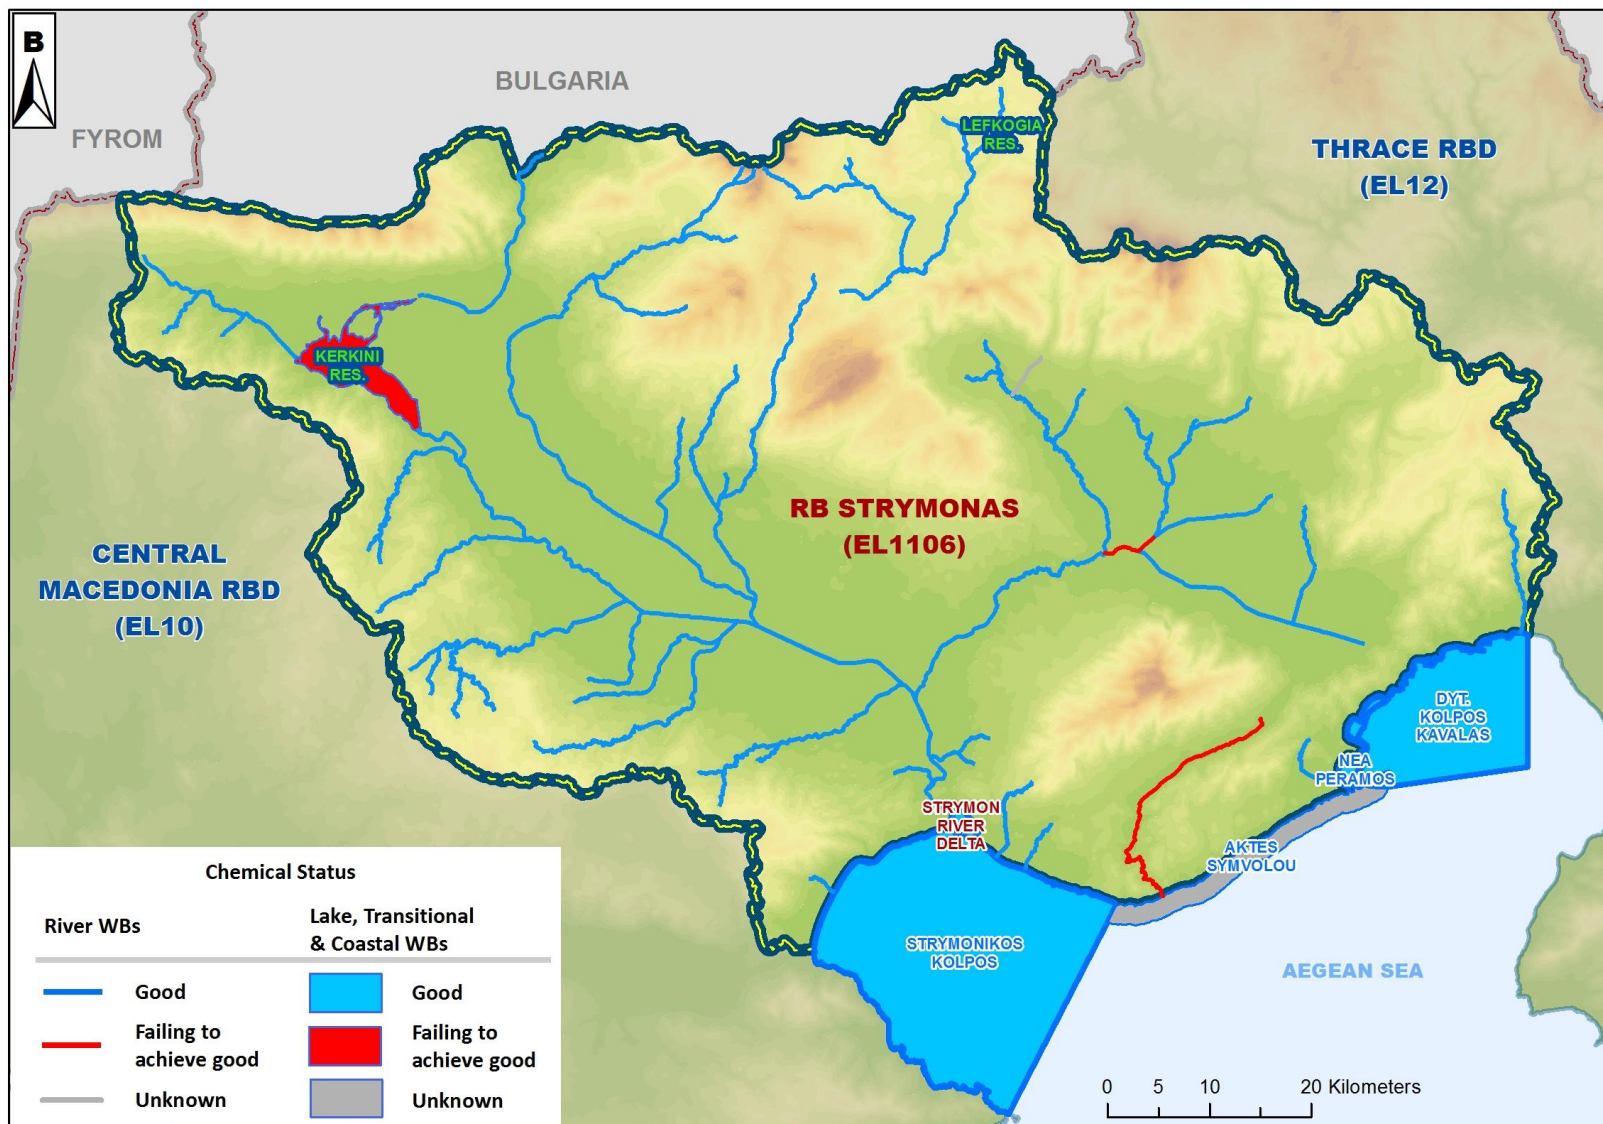 B
BULGARIA
FYROM
LEFKOGIA
RES.
THRACE RBD
(EL12)
KERKINI
RES.
RB STRYMONAS
(EL1106)
CENTRAL
MACEDONIA RBD
(EL10)
DYT.
KOLPOS
KAVALAS
NEA
PERAMOS
STRYMON
RIVER
DELTA
AKTES
SYMVOLOU
STRYMONIKOS
KOLPOS
AEGEAN SEA
Chemical Status
River WBs
Lake, Transitional
& Coastal WBs
Good
Good
Failing to
achieve good
Failing to
achieve good
Unknown
Unknown
0 5 10 20 Kilometers